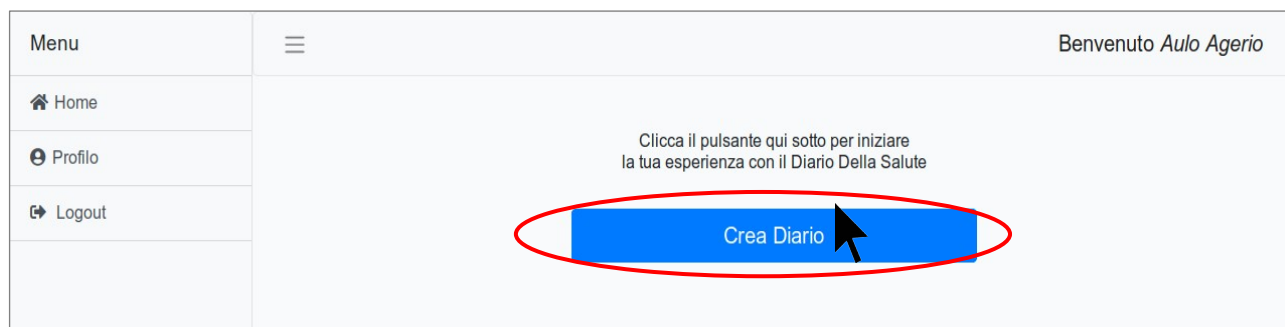 Menu
Benvenuto Aulo Agerio
Home
Profilo
Logout
Clicca il pulsante qui sotto per iniziare
la tua esperienza con il Diario Della Salute
Crea Diario